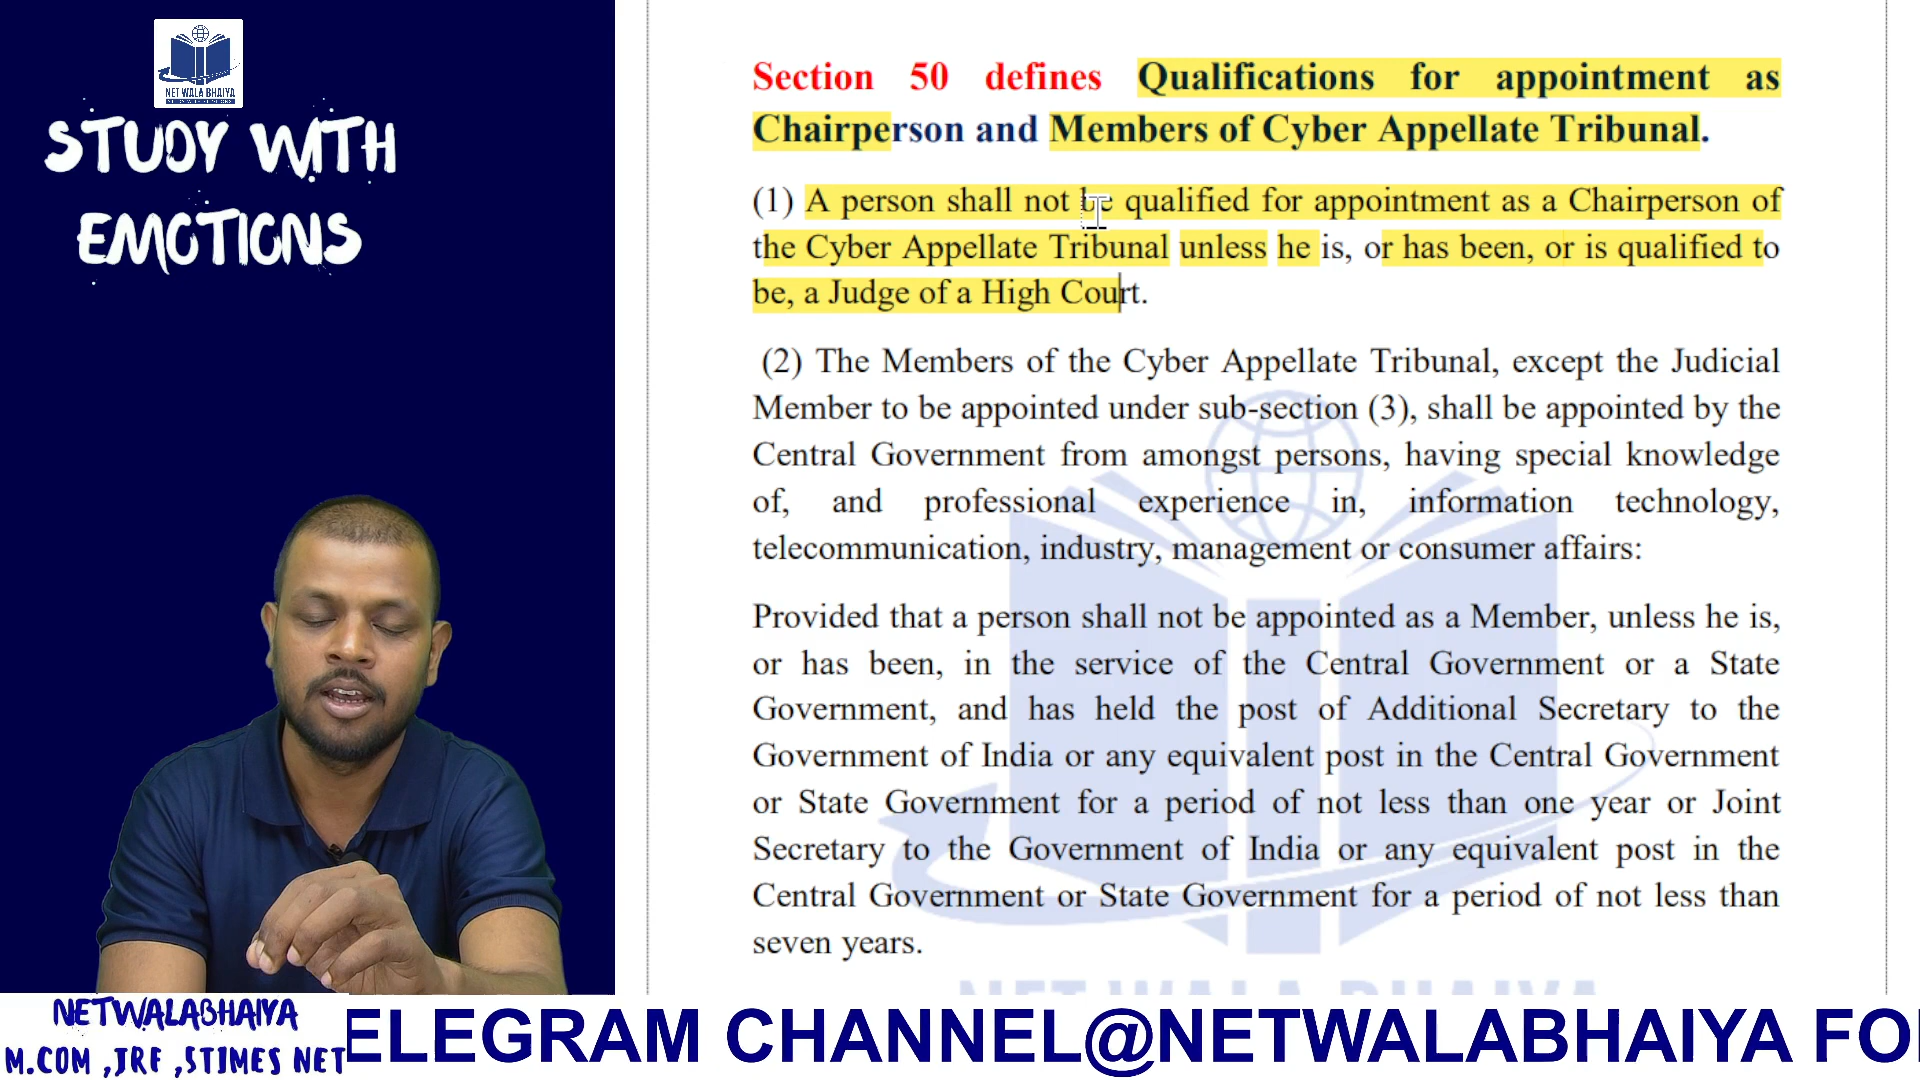 NET WALA BHAIYA
STUDY WITH
EMOTIONS
Section 50 defines Qualifications for appointment as
Chairperson and Members of Cyber Appellate Tribunal.
(1) A person shall not be qualified for appointment as a Chairperson of
the Cyber Appellate Tribunal unless he is, or has been, or is qualified to
be, a Judge of a High Court.
(2) The Members of the Cyber Appellate Tribunal, except the Judicial
Member to be appointed under sub-section (3), shall be appointed by the
Central Government from amongst persons, having special knowledge
of, and professional experience in, information technology,
telecommunication, industry, management or consumer affairs:
Provided that a person shall not be appointed as a Member, unless he is,
or has been, in the service of the Central Government or a State
Government, and has held the post of Additional Secretary to the
Government of India or any equivalent post in the Central Government
or State Government for a period of not less than one year or Joint
Secretary to the Government of India or any equivalent post in the
Central Government or State Government for a period of not less than
seven years.
NET WALA BHAIYA
NETWALABHAIYA
M.COM ,JRF ,5TIMES NET
ELEGRAM CHANNEL@NETWALABHAIYA FO